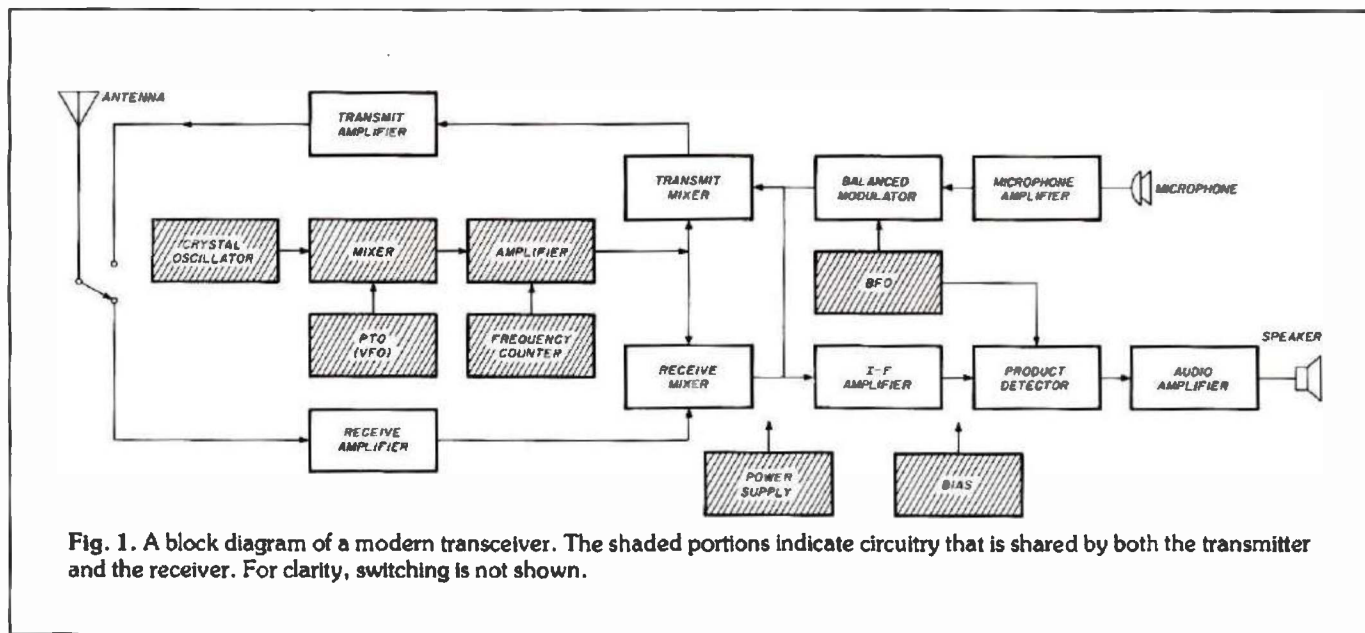 ANTENNA
TRANSMIT
AMPLIFIER
TRANSMIT
MIXER
BALANCED
MODULATOR
MICROPHONE
AMPLIFIER
MICROPHONE
CRYSTAL
OSCILLATOR
MIXER
AMPLIFIER
BFO
PTO
(VFO)
FREQUENCY
COUNTER
SPEAKER
RECEIVE
MIXER
I-F
AMPLIFIER
PRODUCT
DETECTOR
AUDIO
AMPLIFIER
RECEIVE
AMPLIFIER
POWER
SUPPLY
BIAS
Fig. 1. A block diagram of a modern transceiver. The shaded portions indicate circuitry that is shared by both the transmitter
and the receiver. For clarity, switching is not shown.